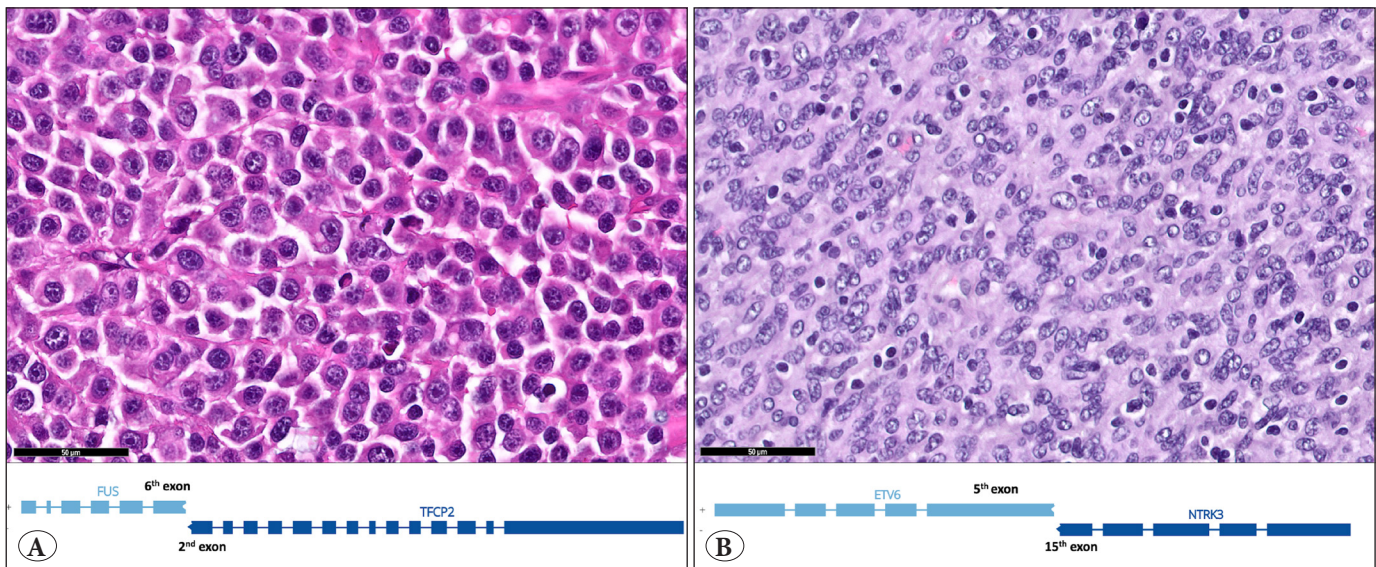 50 µm
FUS
6th exon
TFCP2
2nd exon
A
50 µm
ETV6
5th exon
NTRK3
15th exon
B